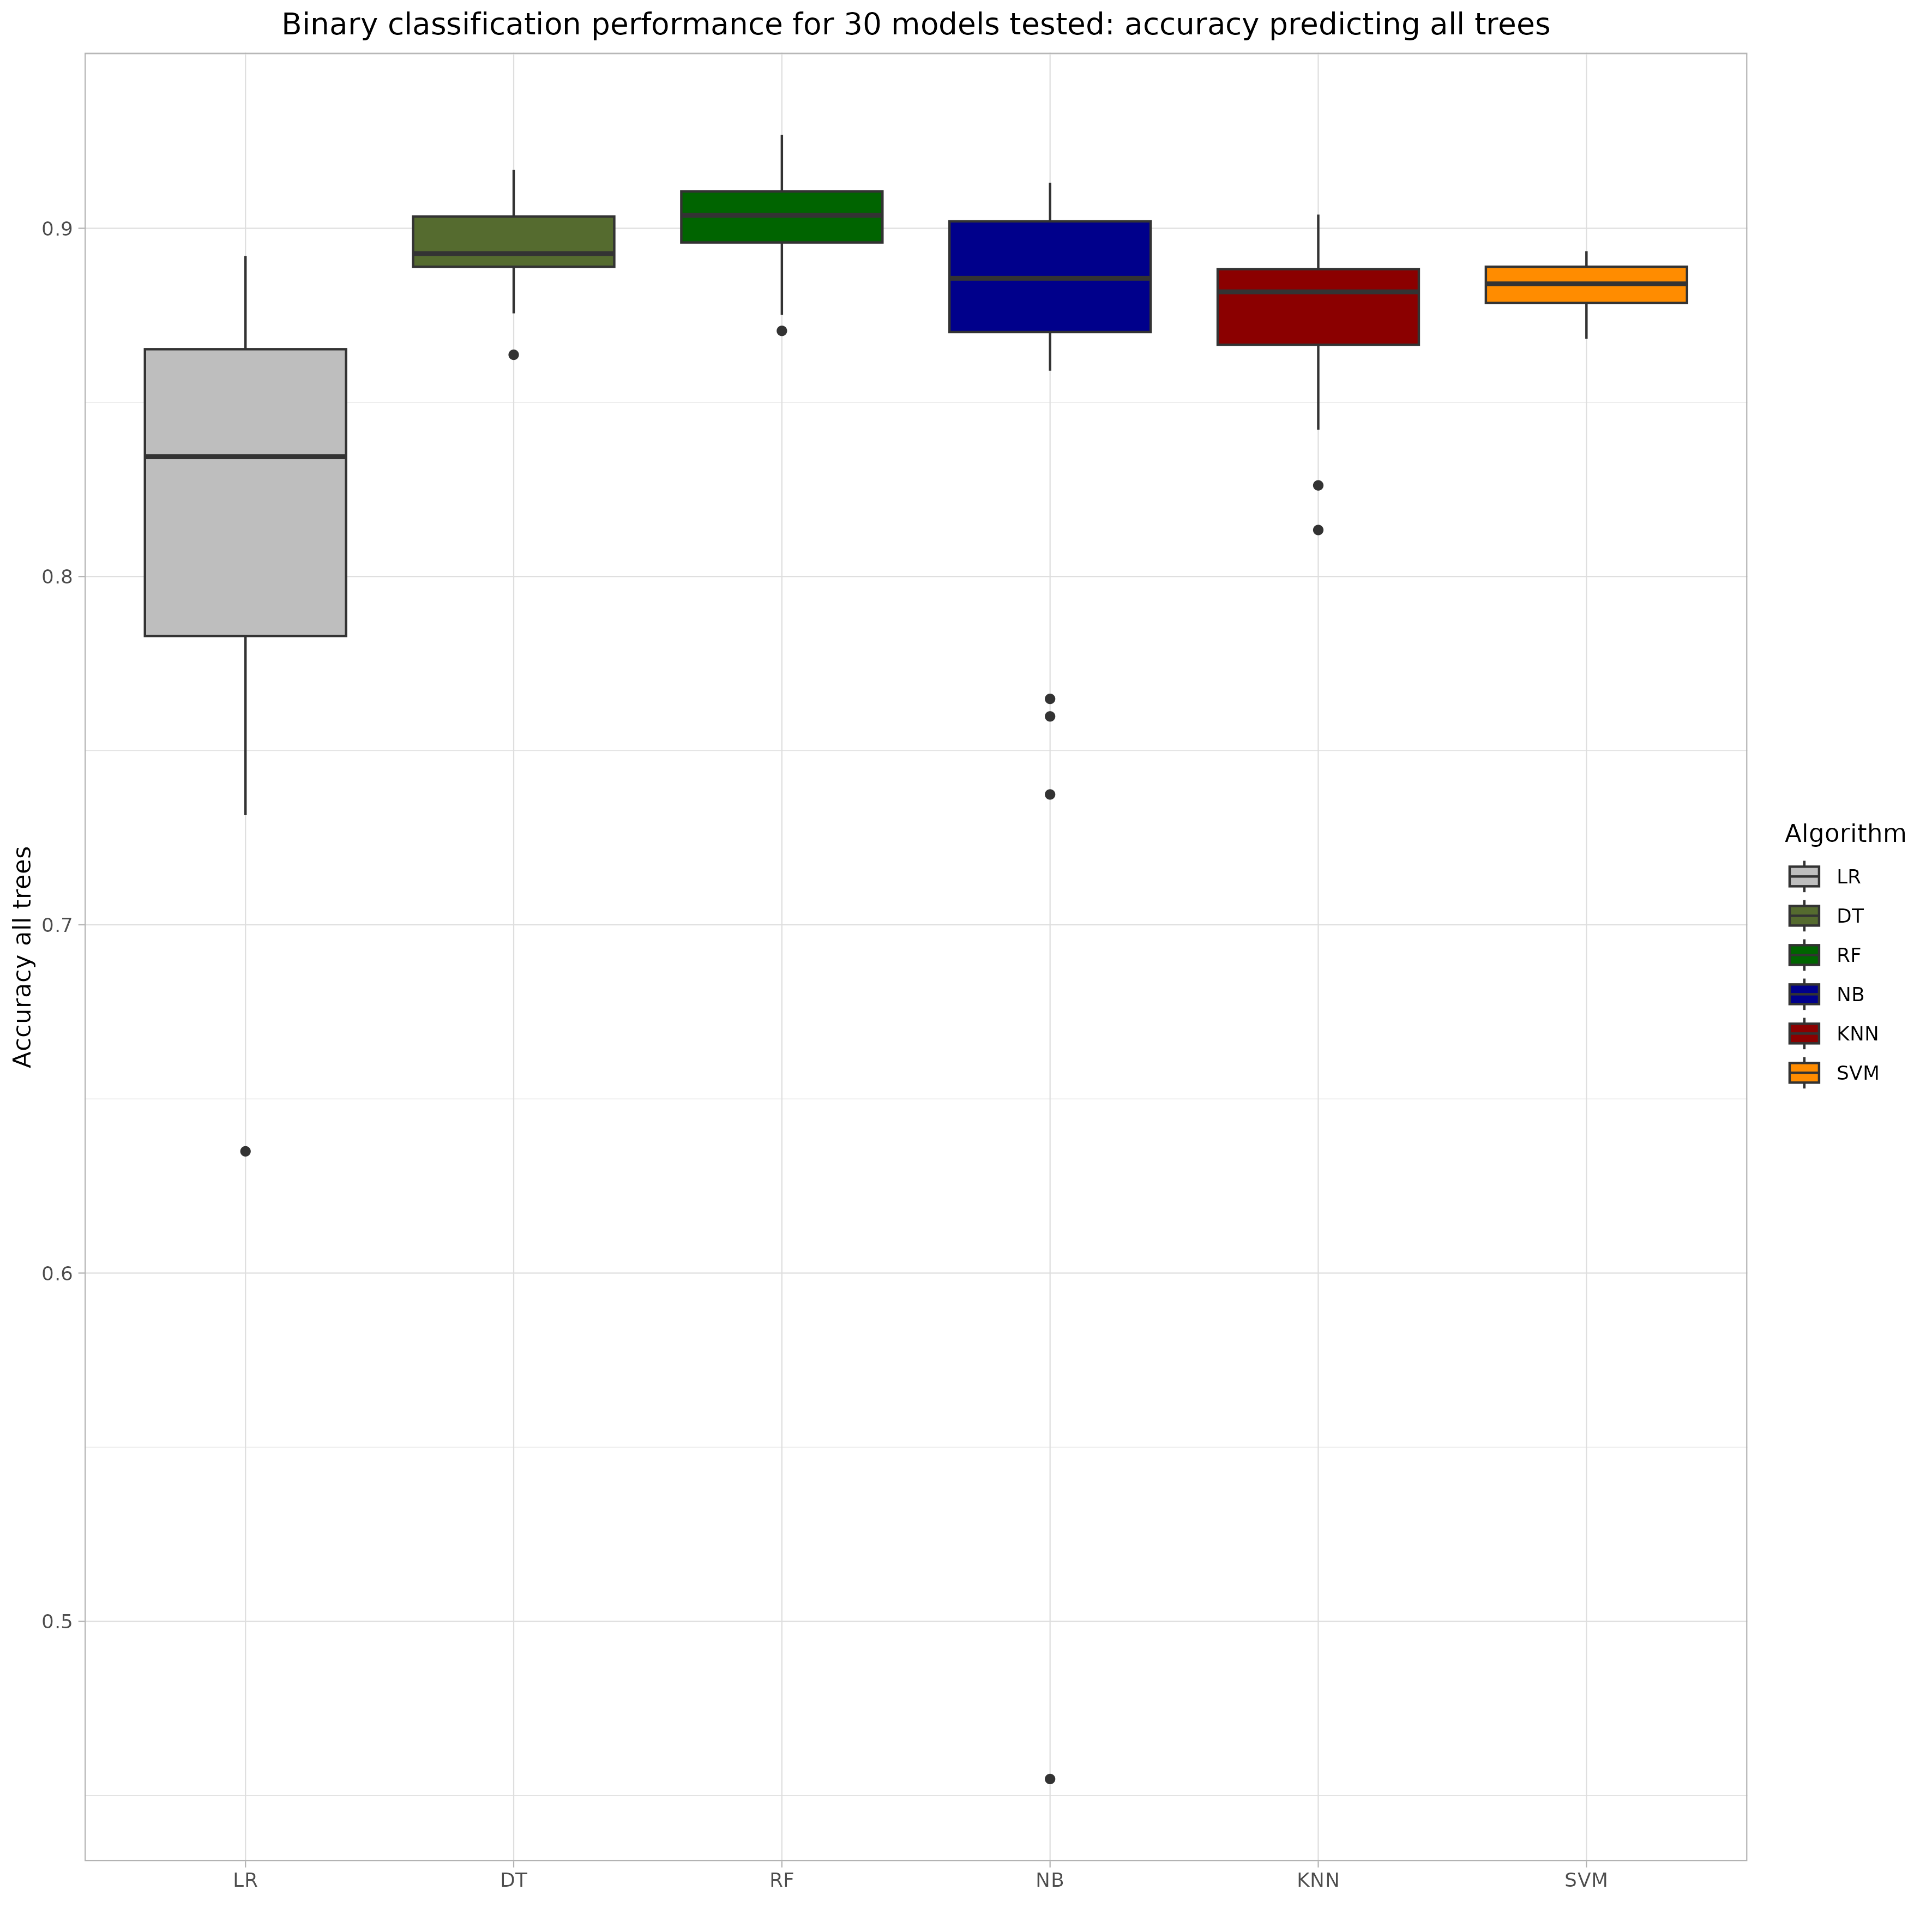 Binary classification performance for 30 models tested: accuracy predicting all trees
Accuracy all trees
0.9
0.8
0.7
0.6
0.5
LR
DT
RF
NB
KNN
SVM
Algorithm
LR
DT
RF
NB
KNN
SVM